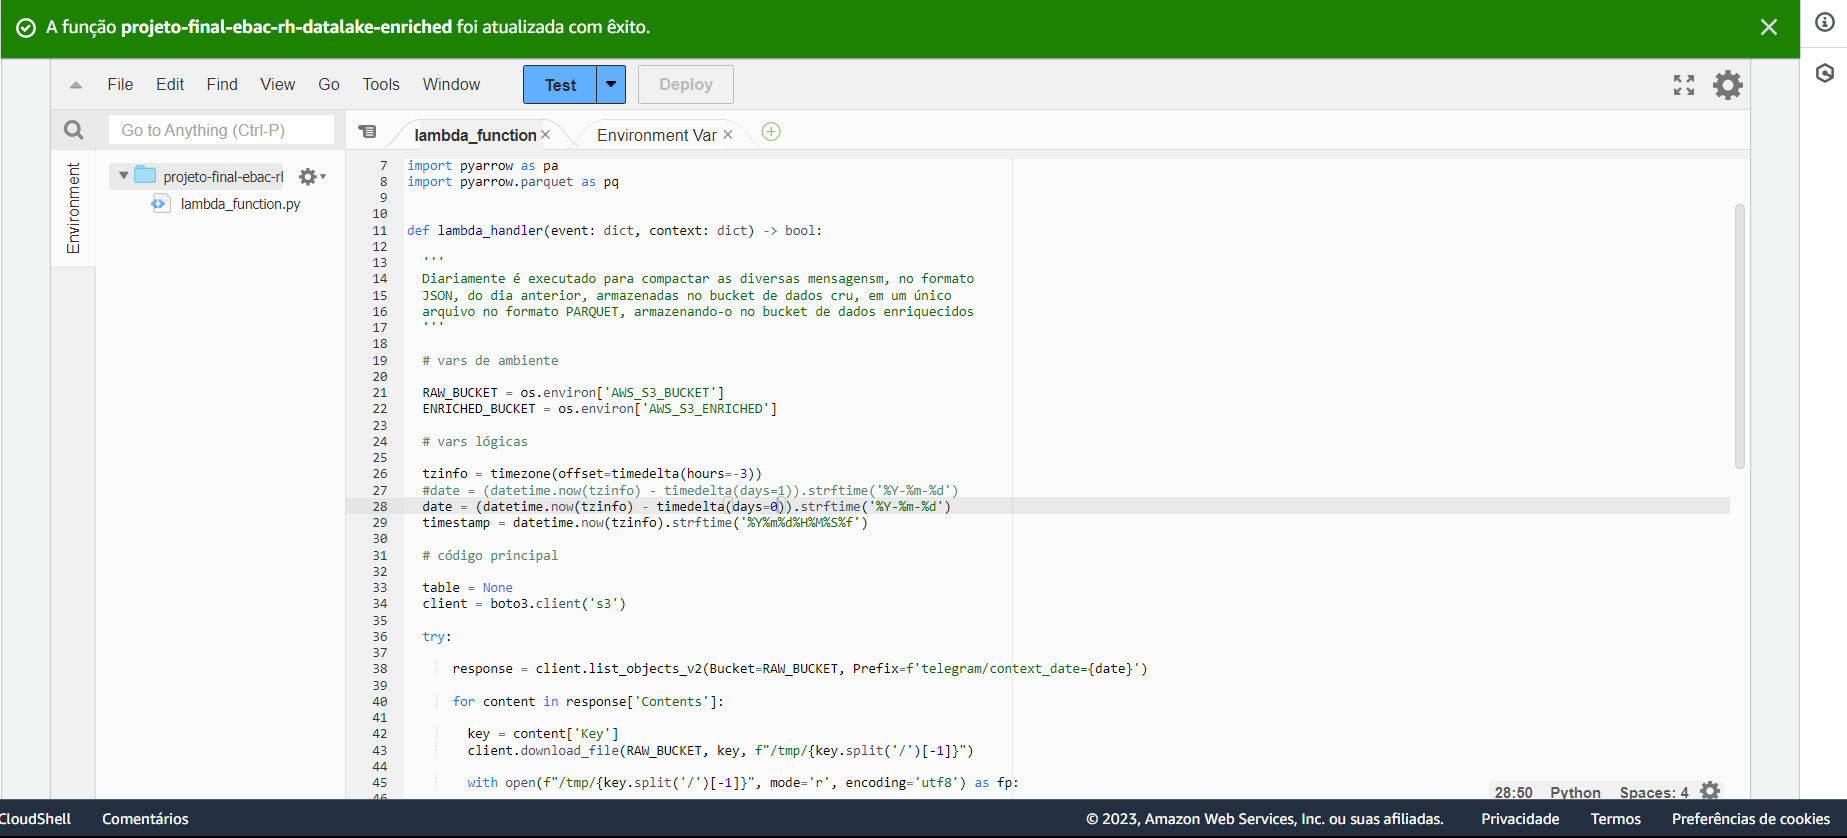 A função projeto-final-ebac-rh-datalake-enriched foi atualizada com êxito.
File Edit Find View Go Tools Window Test Deploy
Go to Anything (Ctrl-P)
lambda_function Environment Var
Environment
projeto-final-ebac-rl
lambda_function.py
7 import pyarrow as pa
8 import pyarrow.parquet as pq
9
10
11 def lambda_handler(event: dict, context: dict) -> bool:
12
13 '''
14 Diariamente é executado para compactar as diversas mensagensm, no formato
15 JSON, do dia anterior, armazenadas no bucket de dados cru, em um único
16 arquivo no formato PARQUET, armazenando-o no bucket de dados enriquecidos
17 '''
18
19 # vars de ambiente
20
21 RAW_BUCKET = os.environ['AWS_S3_BUCKET']
22 ENRICHED_BUCKET = os.environ['AWS_S3_ENRICHED']
23
24 # vars lógicas
25
26 tzinfo = timezone(offset=timedelta(hours=-3))
27 #date = (datetime.now(tzinfo) - timedelta(days=1)).strftime('%Y-%m-%d')
28 date = (datetime.now(tzinfo) - timedelta(days=0)).strftime('%Y-%m-%d')
29 timestamp = datetime.now(tzinfo).strftime('%Y%m%d%H%M%S%f')
30
31 # código principal
32
33 table = None
34 client = boto3.client('s3')
35
36 try:
37
38 response = client.list_objects_v2(Bucket=RAW_BUCKET, Prefix=f'telegram/context_date={date}')
39
40 for content in response['Contents']:
41
42 key = content['Key']
43 client.download_file(RAW_BUCKET, key, f"/tmp/{key.split('/')[-1]}")
44
45 with open(f"/tmp/{key.split('/')[-1]}", mode='r', encoding='utf8') as fp:
46
28:50 Python Spaces: 4
CloudShell Comentários © 2023, Amazon Web Services, Inc. ou suas afiliadas. Privacidade Termos Preferências de cookies